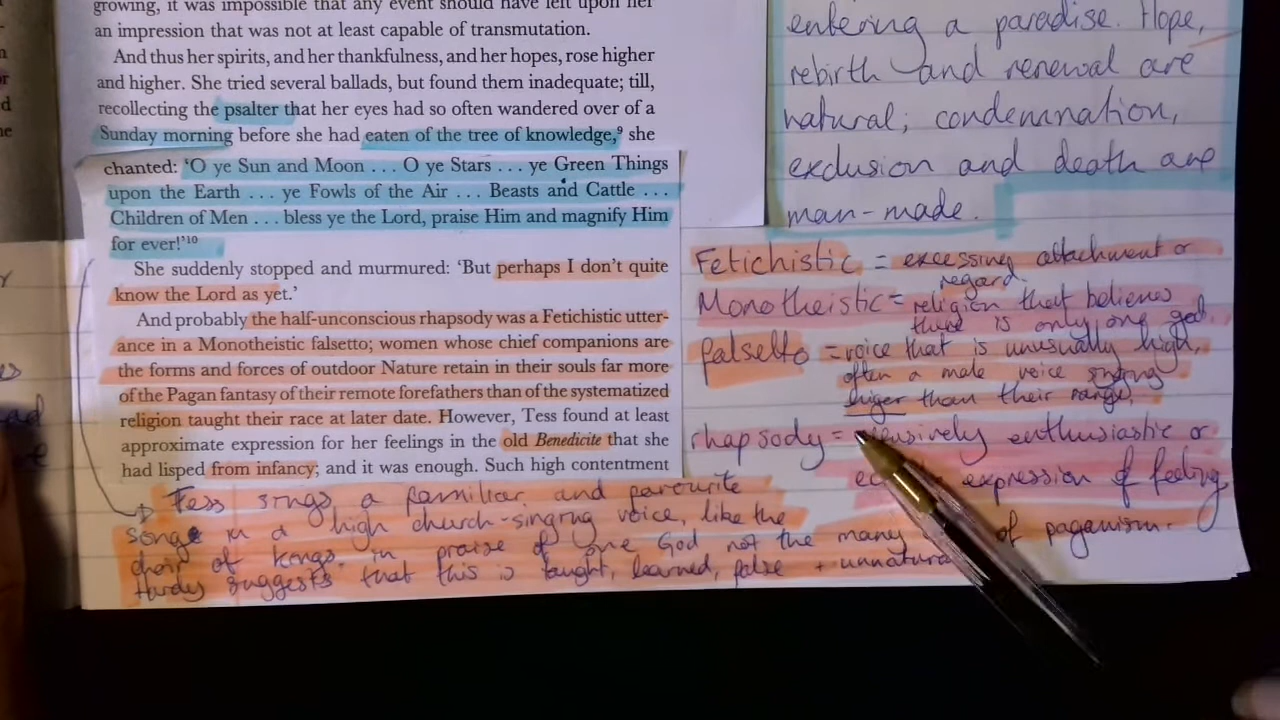 growing, it was impossible that any event should have left upon her
an impression that was not at least capable of transmutation.
And thus her spirits, and her thankfulness, and her hopes, rose higher
and higher. She tried several ballads, but found them inadequate; till,
recollecting the psalter that her eyes had so often wandered over of a
Sunday morning before she had eaten of the tree of knowledge,⁹ she
chanted: 'O ye Sun and Moon . . . O ye Stars . . . ye Green Things
upon the Earth . . . ye Fowls of the Air . . . Beasts and Cattle . . .
Children of Men . . . bless ye the Lord, praise Him and magnify Him
for ever!'¹⁰
She suddenly stopped and murmured: 'But perhaps I don't quite
know the Lord as yet.'
And probably the half-unconscious rhapsody was a Fetichistic utter-
ance in a Monotheistic falsetto; women whose chief companions are
the forms and forces of outdoor Nature retain in their souls far more
of the Pagan fantasy of their remote forefathers than of the systematized
religion taught their race at later date. However, Tess found at least
approximate expression for her feelings in the old Benedicite that she
had lisped from infancy; and it was enough. Such high contentment
entering a paradise. Hope,
rebirth and renewal are
natural; condemnation,
exclusion and death are
man-made.
Fetichistic = excessing attachment or
regard.
Monotheistic = religion that believes
there is only one god.
falsetto = voice that is unusually high,
often a male voice singing
higer than their range.
rhapsody = enthusiastic or
expression of feeling
Tess sings a familiar and favourite
song in a high church-singing voice, like the
choir of Kings. in praise of one God not the many of paganism.
Hardy suggests that this is taught, learned, false + unnatural